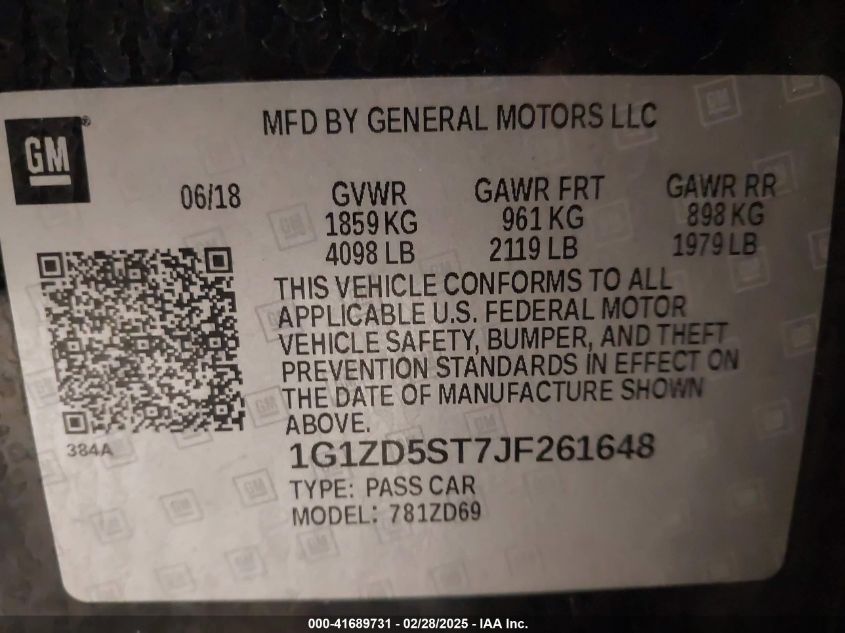 MFD BY GENERAL MOTORS LLC
GM®
06/18 GVWR GAWR FRT GAWR RR
1859 KG 961 KG 898 KG
4098 LB 2119 LB 1979 LB
THIS VEHICLE CONFORMS TO ALL
APPLICABLE U.S. FEDERAL MOTOR
VEHICLE SAFETY, BUMPER, AND THEFT
PREVENTION STANDARDS IN EFFECT ON
THE DATE OF MANUFACTURE SHOWN
ABOVE.
384A
1G1ZD5ST7JF261648
TYPE: PASS CAR
MODEL: 781ZD69
000-41689731 - 02/28/2025 - IAA Inc.